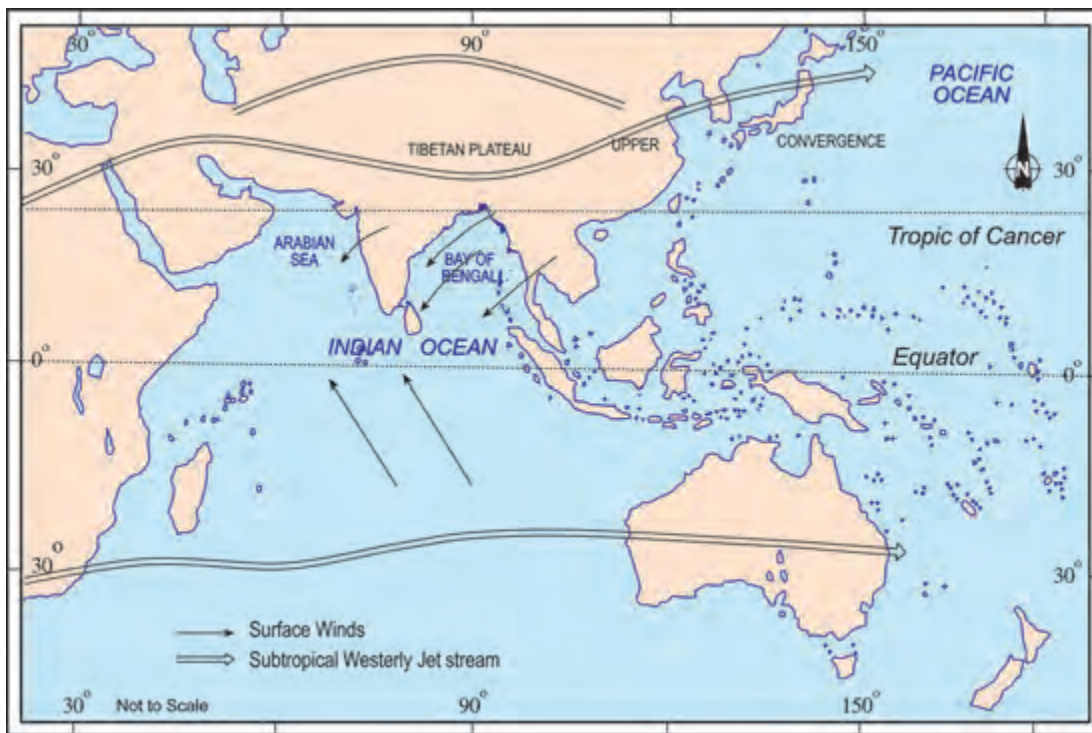 30° 90° 150°
PACIFIC
OCEAN
TIBETAN PLATEAU UPPER CONVERGENCE
30° 30°
N
Tropic of Cancer
ARABIAN
SEA
BAY OF
BENGAL
INDIAN OCEAN
Equator
0° 0°
30° 30°
Surface Winds
Subtropical Westerly Jet stream
30° Not to Scale 90° 150°